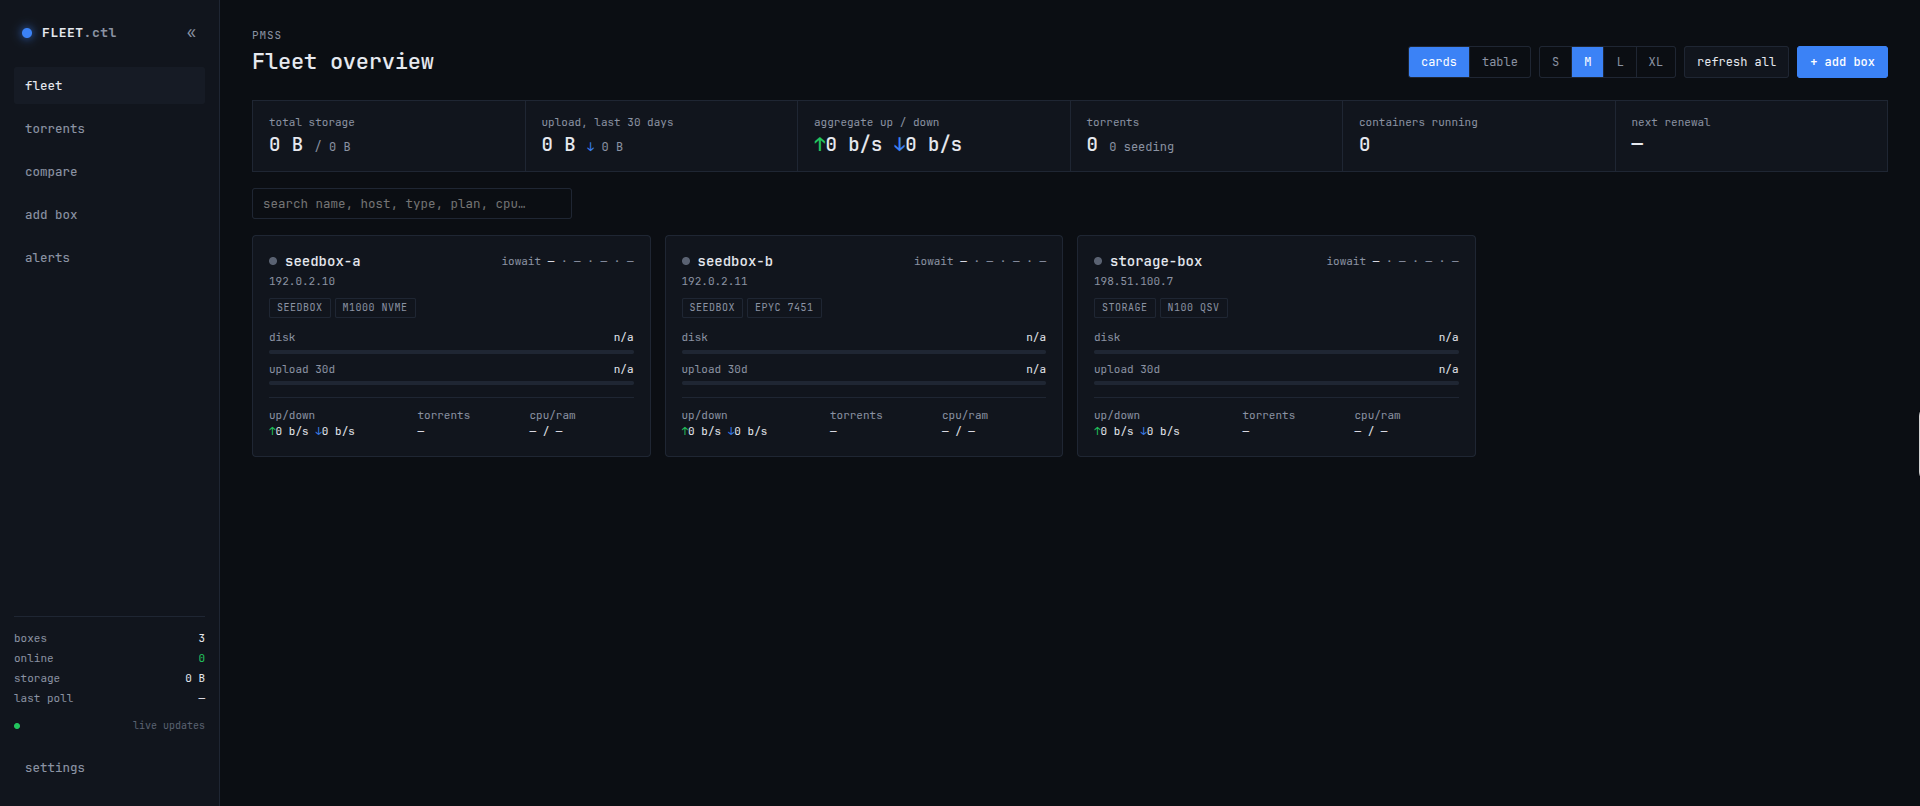 FLEET.ctl «
fleet
torrents
compare
add box
alerts
boxes 3
online 0
storage 0 B
last poll —
live updates
settings
PMSS
Fleet overview
cards table S M L XL refresh all + add box
total storage
0 B / 0 B
upload, last 30 days
0 B ↓ 0 B
aggregate up / down
↑0 b/s ↓0 b/s
torrents
0 0 seeding
containers running
0
next renewal
—
search name, host, type, plan, cpu…
seedbox-a iowait — · — · — · —
192.0.2.10
SEEDBOX M1000 NVME
disk n/a
upload 30d n/a
up/down torrents cpu/ram
↑0 b/s ↓0 b/s — — / —
seedbox-b iowait — · — · — · —
192.0.2.11
SEEDBOX EPYC 7451
disk n/a
upload 30d n/a
up/down torrents cpu/ram
↑0 b/s ↓0 b/s — — / —
storage-box iowait — · — · — · —
198.51.100.7
STORAGE N100 QSV
disk n/a
upload 30d n/a
up/down torrents cpu/ram
↑0 b/s ↓0 b/s — — / —